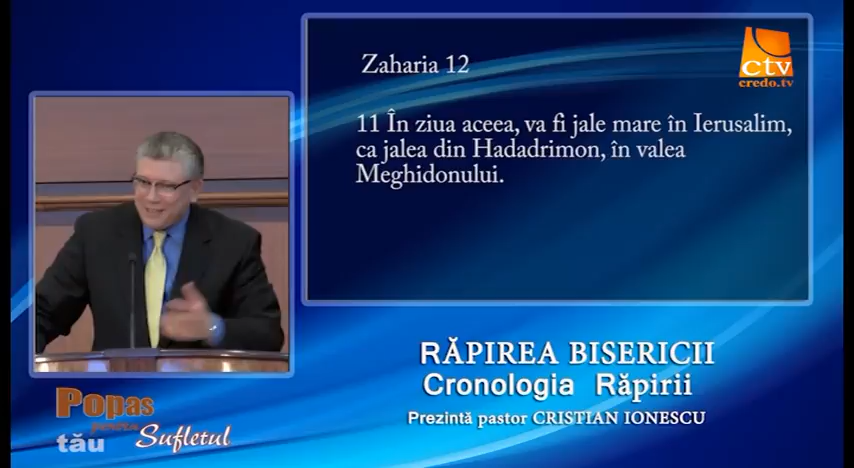 Zaharia 12
11 În ziua aceea, va fi jale mare în Ierusalim,
ca jalea din Hadadrimon, în valea
Meghidonului.
ctv
credo.tv
RĂPIREA BISERICII
Cronologia Răpirii
Prezintă pastor CRISTIAN IONESCU
Popas
pentru
tău Sufletul